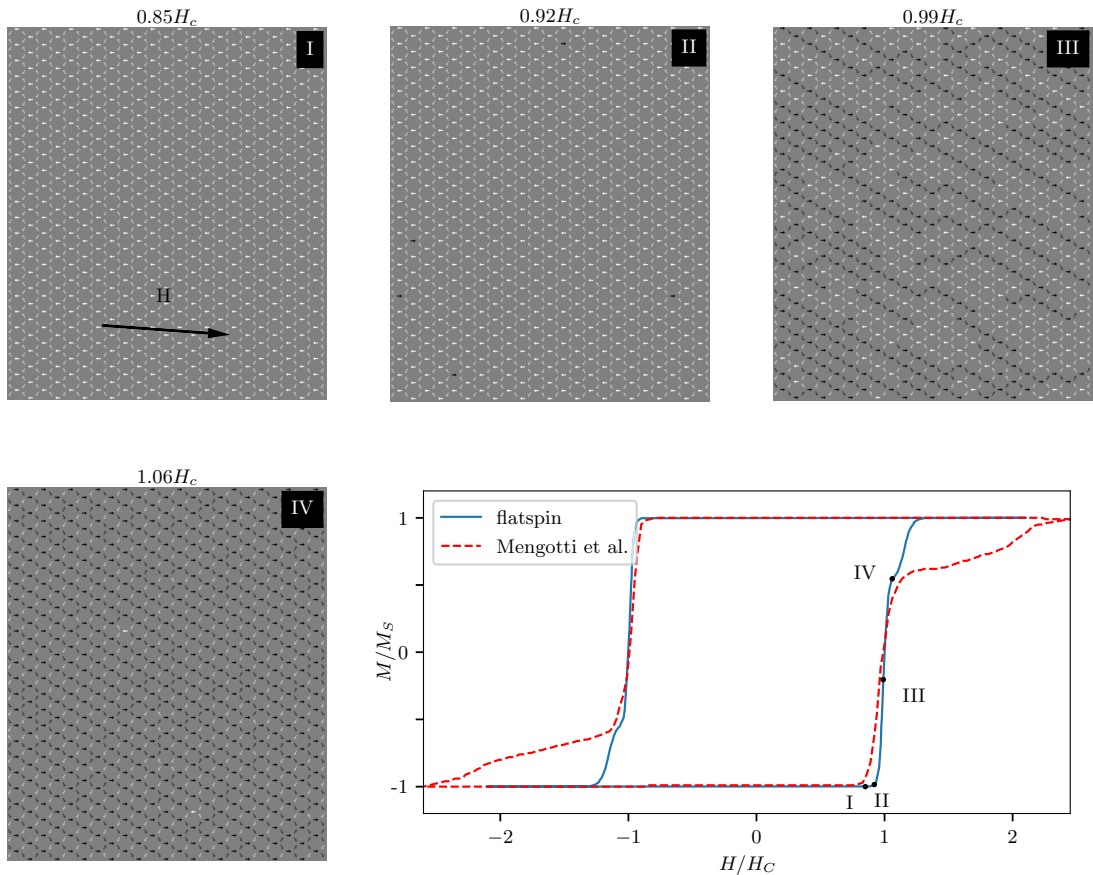 0.85H_c
I
H
0.92H_c
II
0.99H_c
III
1.06H_c
IV
flatspin
Mengotti et al.
1
0
-1
M/M_S
−2
−1
0
1
2
H/H_C
I
II
III
IV